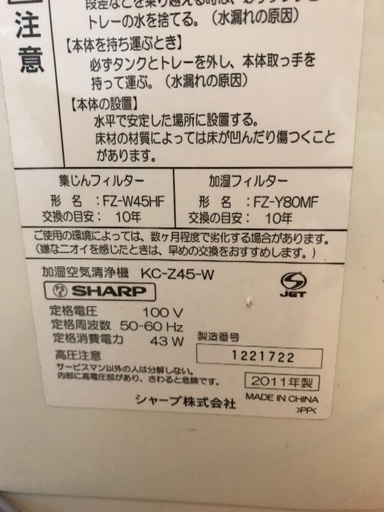 注意
段差などを乗り越える時は、必ずタンクと
トレーの水を捨てる。(水漏れの原因)
【本体を持ち運ぶとき】
必ずタンクとトレーを外し、本体取っ手を
持って運ぶ。(水漏れの原因)
【本体の設置】
水平で安定した場所に設置する。
床材の材質によっては床が凹んだり傷つくこと
があります。
集じんフィルター
形 名:FZ-W45HF
交換の目安:10年
加湿フィルター
形 名:FZ-Y80MF
交換の目安:10年
ご使用の環境によっては、数ヶ月程度で劣化する場合があります。
(嫌なニオイを感じたときは、早めの交換をおすすめします。)
加湿空気清浄機 KC-Z45-W
SHARP
JET
定格電圧 100 V
定格周波数 50-60 Hz
定格消費電力 43 W
製造番号
1221722
高圧注意
サービスマン以外の人は分解しないでください。
内部に高電圧部があり、さわると危険です。
2011年製
シャープ株式会社
MADE IN CHINA
>PP<